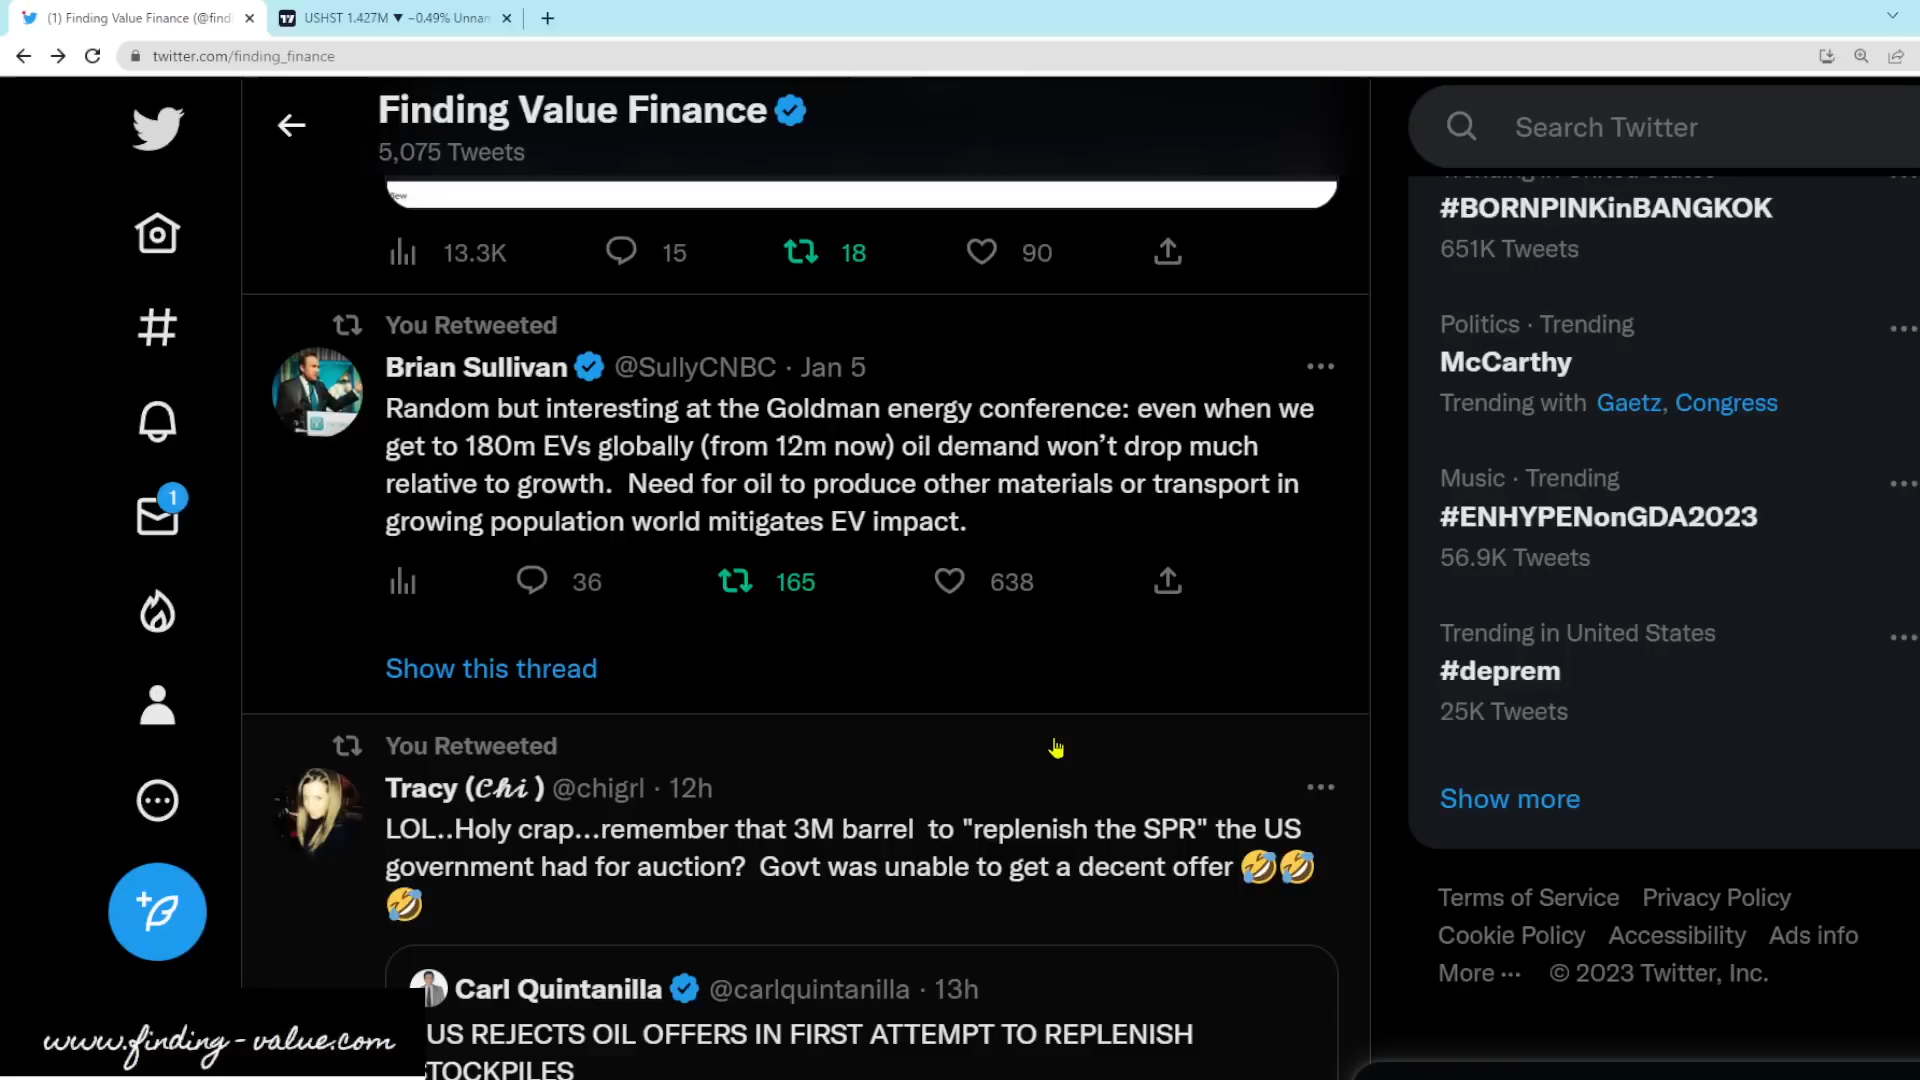 (1) Finding Value Finance (@find
USHST 1.427M ▼ −0.49% Unnan
twitter.com/finding_finance
Finding Value Finance
5,075 Tweets
Search Twitter
13.3K 15 18 90
You Retweeted
Brian Sullivan @SullyCNBC · Jan 5
Random but interesting at the Goldman energy conference: even when we
get to 180m EVs globally (from 12m now) oil demand won’t drop much
relative to growth.  Need for oil to produce other materials or transport in
growing population world mitigates EV impact.
36 165 638
Show this thread
You Retweeted
Tracy (𝓒𝓱𝓲 ) @chigrl · 12h
LOL..Holy crap...remember that 3M barrel  to "replenish the SPR" the US
government had for auction?  Govt was unable to get a decent offer 🤣🤣
🤣
Carl Quintanilla @carlquintanilla · 13h
US REJECTS OIL OFFERS IN FIRST ATTEMPT TO REPLENISH
STOCKPILES
Trending in United States
#BORNPINKinBANGKOK
651K Tweets
Politics · Trending
McCarthy
Trending with Gaetz, Congress
Music · Trending
#ENHYPENonGDA2023
56.9K Tweets
Trending in United States
#deprem
25K Tweets
Show more
Terms of Service Privacy Policy
Cookie Policy Accessibility Ads info
More ··· © 2023 Twitter, Inc.
1
www.finding-value.com